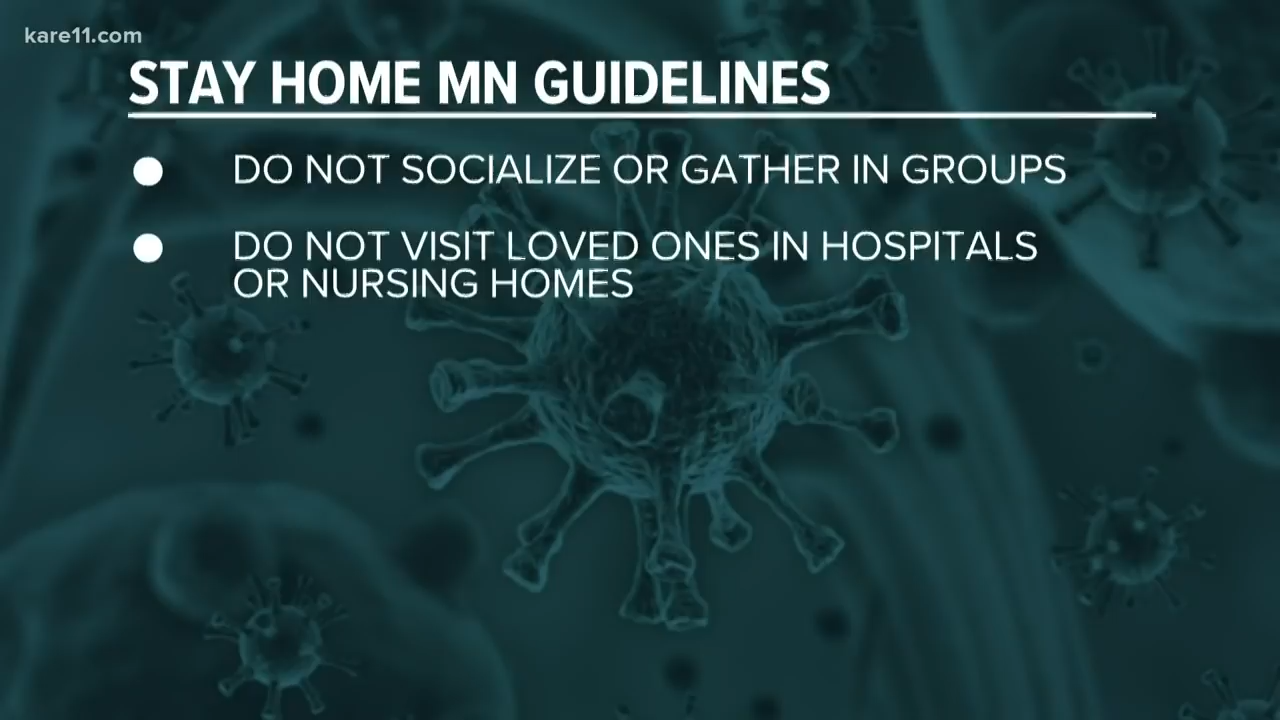 kare11.com
STAY HOME MN GUIDELINES
DO NOT SOCIALIZE OR GATHER IN GROUPS
DO NOT VISIT LOVED ONES IN HOSPITALS
OR NURSING HOMES